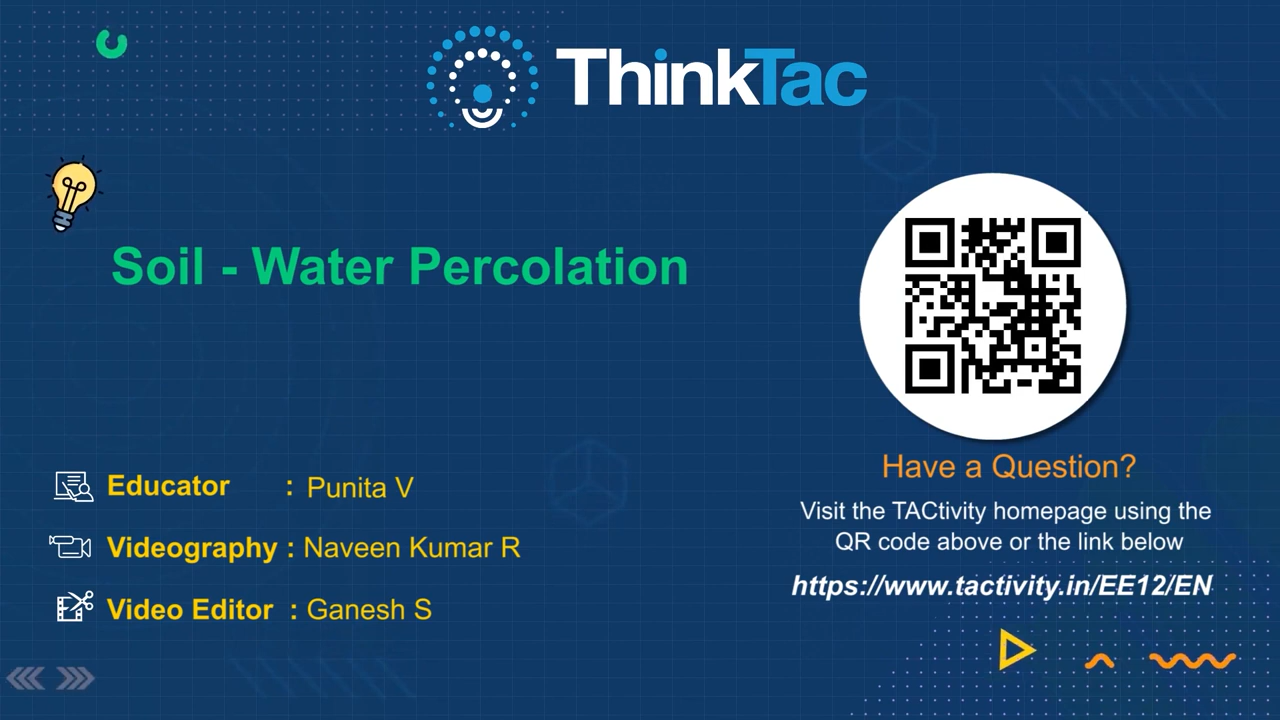 ThinkTac
Soil - Water Percolation
Educator : Punita V
Videography : Naveen Kumar R
Video Editor : Ganesh S
Have a Question?
Visit the TACtivity homepage using the
QR code above or the link below
https://www.tactivity.in/EE12/EN